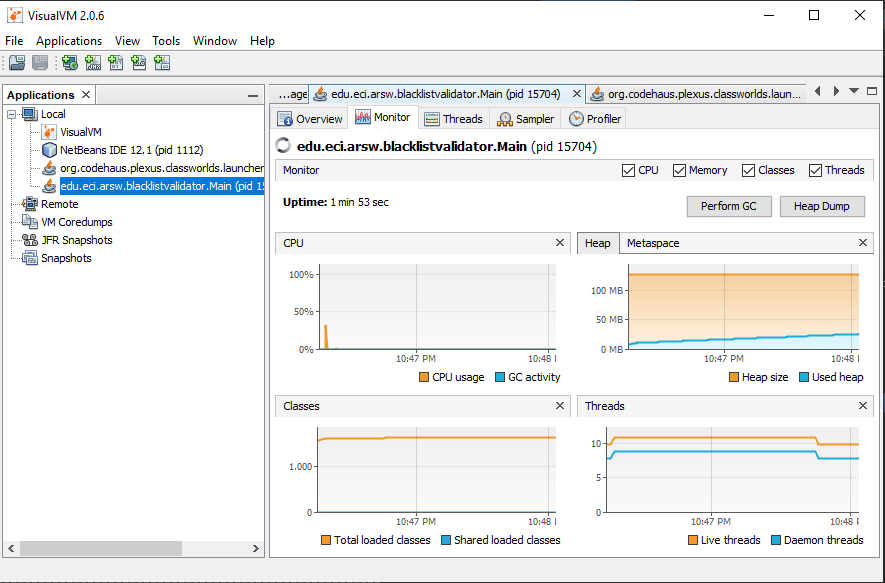 VisualVM 2.0.6
File Applications View Tools Window Help
Applications
Local
VisualVM
NetBeans IDE 12.1 (pid 1112)
org.codehaus.plexus.classworlds.launcher
edu.eci.arsw.blacklistvalidator.Main (pid 15
Remote
VM Coredumps
JFR Snapshots
Snapshots
...age edu.eci.arsw.blacklistvalidator.Main (pid 15704) org.codehaus.plexus.classworlds.laun...
Overview Monitor Threads Sampler Profiler
edu.eci.arsw.blacklistvalidator.Main (pid 15704)
Monitor CPU Memory Classes Threads
Uptime: 1 min 53 sec Perform GC Heap Dump
CPU
100%
50%
0%
10:47 PM 10:48
CPU usage GC activity
Heap Metaspace
100 MB
50 MB
0 MB
10:47 PM 10:48
Heap size Used heap
Classes
1.000
0
10:47 PM 10:48
Total loaded classes Shared loaded classes
Threads
10
5
0
10:47 PM 10:48
Live threads Daemon threads